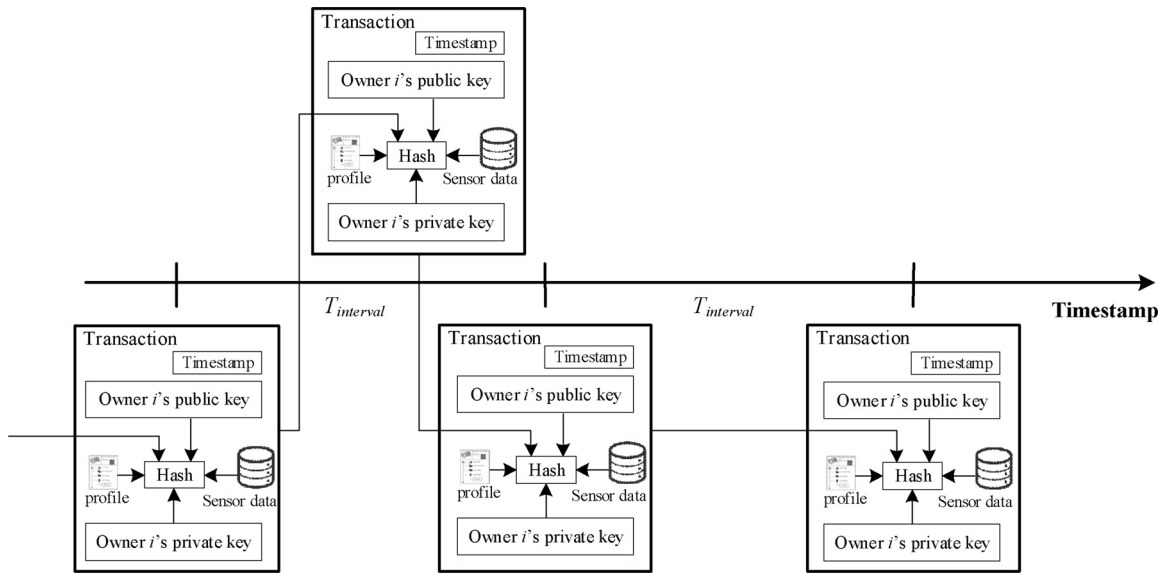 Transaction
Timestamp
Owner i's public key
Hash
profile
Sensor data
Owner i's private key
T interval
T interval
Timestamp
Transaction
Timestamp
Owner i's public key
Hash
profile
Sensor data
Owner i's private key
Transaction
Timestamp
Owner i's public key
Hash
profile
Sensor data
Owner i's private key
Transaction
Timestamp
Owner i's public key
Hash
profile
Sensor data
Owner i's private key